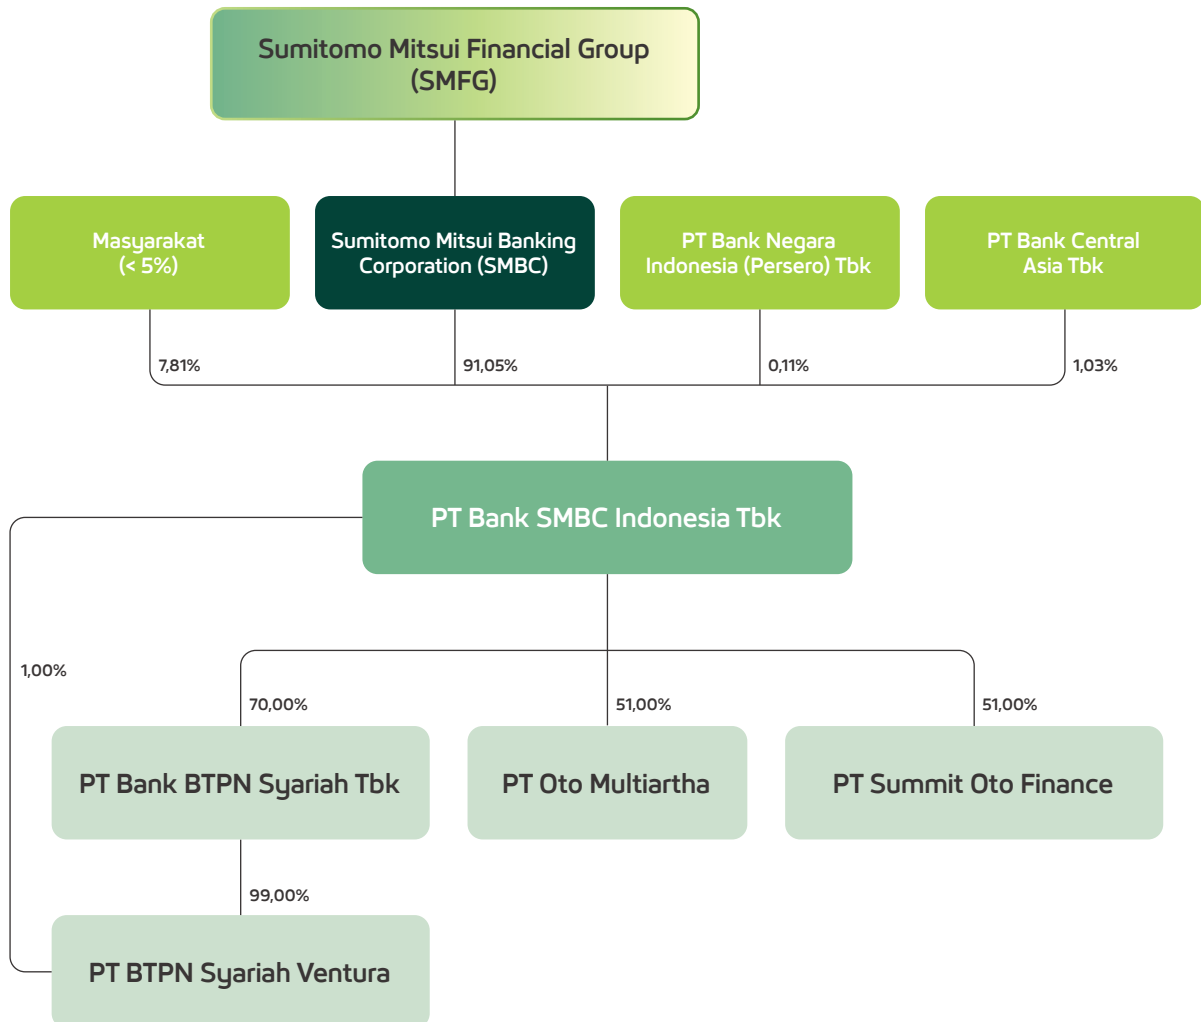 Sumitomo Mitsui Financial Group
(SMFG)
Masyarakat
(< 5%)
Sumitomo Mitsui Banking
Corporation (SMBC)
PT Bank Negara
Indonesia (Persero) Tbk
PT Bank Central
Asia Tbk
7,81%
91,05%
0,11%
1,03%
PT Bank SMBC Indonesia Tbk
1,00%
70,00%
51,00%
51,00%
PT Bank BTPN Syariah Tbk
PT Oto Multiartha
PT Summit Oto Finance
99,00%
PT BTPN Syariah Ventura